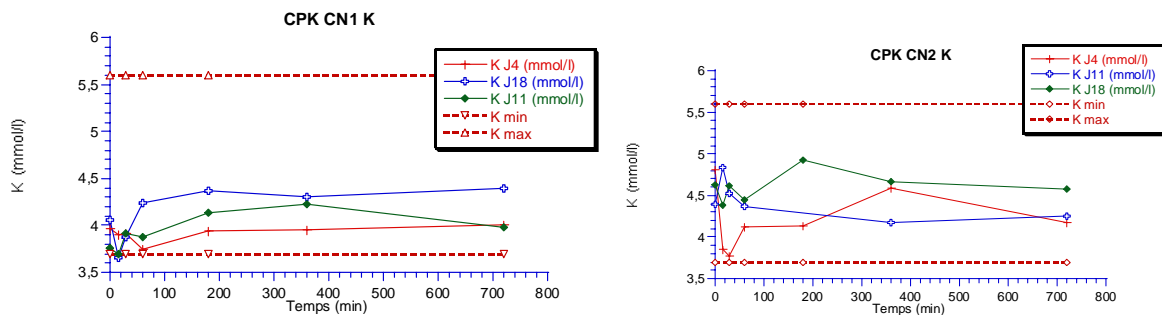 CPK CN1 K
6
5,5
5
4,5
4
3,5
K (mmol/l)
0 100 200 300 400 500 600 700 800
Temps (min)
K J4 (mmol/l)
K J18 (mmol/l)
K J11 (mmol/l)
K min
K max
CPK CN2 K
6
5,5
5
4,5
4
3,5
K (mmol/l)
0 100 200 300 400 500 600 700 800
Temps (min)
K J4 (mmol/l)
K J11 (mmol/l)
K J18 (mmol/l)
K min
K max